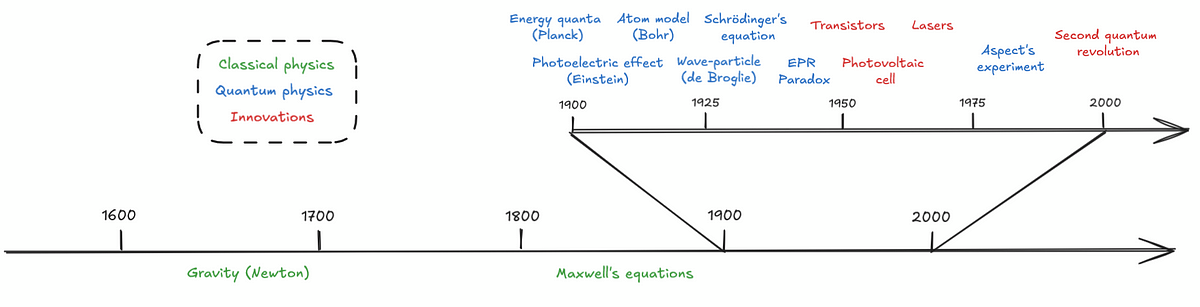 Energy quanta
(Planck)
Atom model
(Bohr)
Schrödinger's
equation
Transistors
Lasers
Second quantum
revolution
Classical physics
Quantum physics
Innovations
Photoelectric effect
(Einstein)
Wave-particle
(de Broglie)
EPR
Paradox
Photovoltaic
cell
Aspect's
experiment
1900
1925
1950
1975
2000
1600
1700
1800
1900
2000
Gravity (Newton)
Maxwell's equations